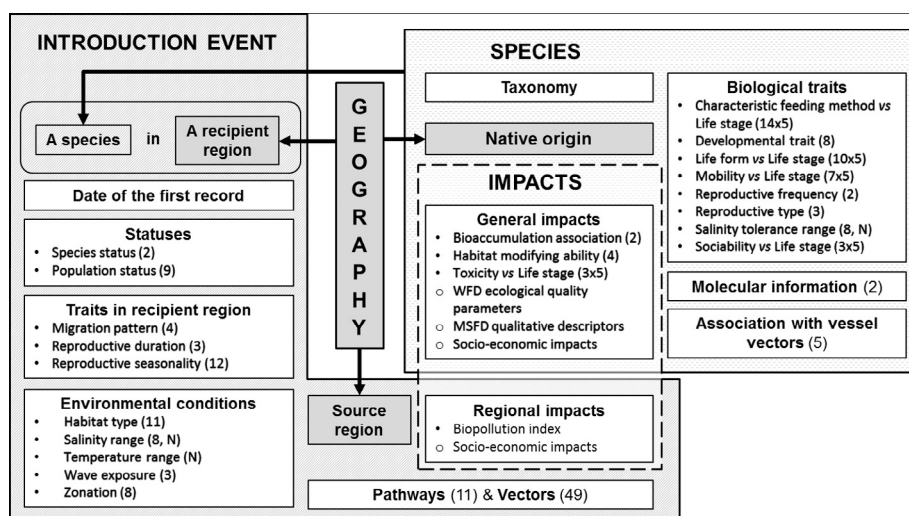 INTRODUCTION EVENT
A species
in
A recipient
region
Date of the first record
Statuses
• Species status (2)
• Population status (9)
Traits in recipient region
• Migration pattern (4)
• Reproductive duration (3)
• Reproductive seasonality (12)
Environmental conditions
• Habitat type (11)
• Salinity range (8, N)
• Temperature range (N)
• Wave exposure (3)
• Zonation (8)
GEOGRAPHY
Source
region
Pathways (11) & Vectors (49)
SPECIES
Taxonomy
Native origin
IMPACTS
General impacts
• Bioaccumulation association (2)
• Habitat modifying ability (4)
• Toxicity vs Life stage (3x5)
o WFD ecological quality
parameters
o MSFD qualitative descriptors
o Socio-economic impacts
Regional impacts
• Biopollution index
o Socio-economic impacts
Biological traits
• Characteristic feeding method vs
Life stage (14x5)
• Developmental trait (8)
• Life form vs Life stage (10x5)
• Mobility vs Life stage (7x5)
• Reproductive frequency (2)
• Reproductive type (3)
• Salinity tolerance range (8, N)
• Sociability vs Life stage (3x5)
Molecular information (2)
Association with vessel
vectors (5)